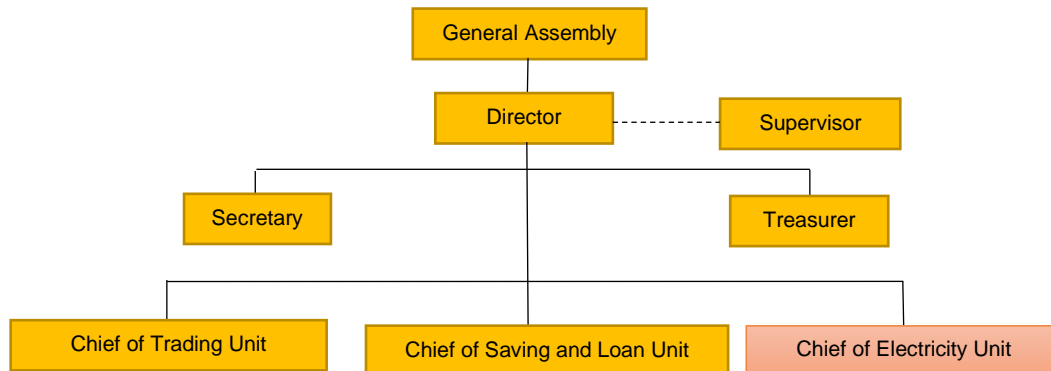 General Assembly
Director
Supervisor
Secretary
Treasurer
Chief of Trading Unit
Chief of Saving and Loan Unit
Chief of Electricity Unit